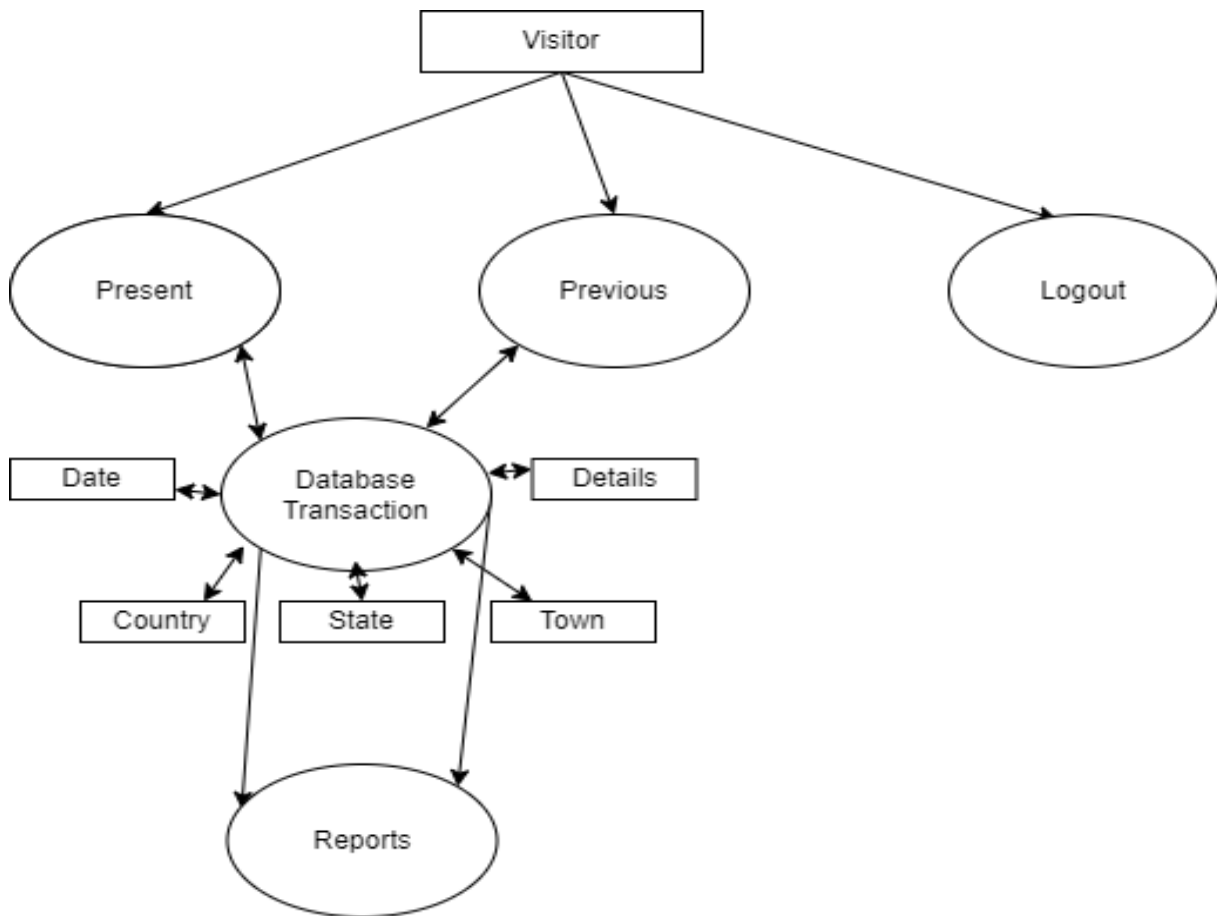 Visitor
Present
Previous
Logout
Date
Database
Transaction
Details
Country
State
Town
Reports